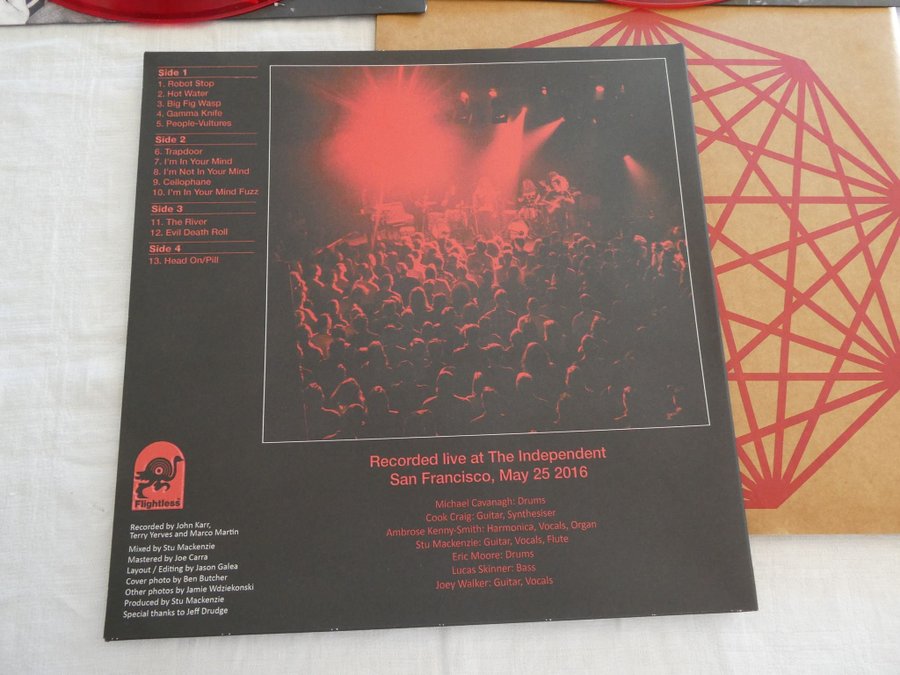 Side 1
1. Robot Stop
2. Hot Water
3. Big Fig Wasp
4. Gamma Knife
5. People-Vultures
Side 2
6. Trapdoor
7. I'm In Your Mind
8. I'm Not In Your Mind
9. Cellophane
10. I'm In Your Mind Fuzz
Side 3
11. The River
12. Evil Death Roll
Side 4
13. Head On/Pill
Flightless
Recorded by John Karr,
Terry Yerves and Marco Martin
Mixed by Stu Mackenzie
Mastered by Joe Carra
Layout / Editing by Jason Galea
Cover photo by Ben Butcher
Other photos by Jamie Wdziekonski
Produced by Stu Mackenzie
Special thanks to Jeff Drudge
Recorded live at The Independent
San Francisco, May 25 2016
Michael Cavanagh: Drums
Cook Craig: Guitar, Synthesiser
Ambrose Kenny-Smith: Harmonica, Vocals, Organ
Stu Mackenzie: Guitar, Vocals, Flute
Eric Moore: Drums
Lucas Skinner: Bass
Joey Walker: Guitar, Vocals